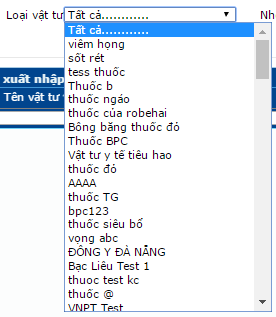 Loại vật tư Tất cả............ Nh
Tất cả............
viêm họng
sốt rét
tess thuốc
Thuốc b
thuốc ngáo
thuốc của robehai
Bông băng thuốc đỏ
Thuốc BPC
Vật tư y tế tiêu hao
thuốc đỏ
AAAA
thuốc TG
bpc123
thuốc siêu bổ
vọng abc
ĐÔNG Y ĐÀ NẴNG
Bạc Liêu Test 1
thuoc test kc
thuốc @
VNPT Test
xuất nhập
Tên vật tư